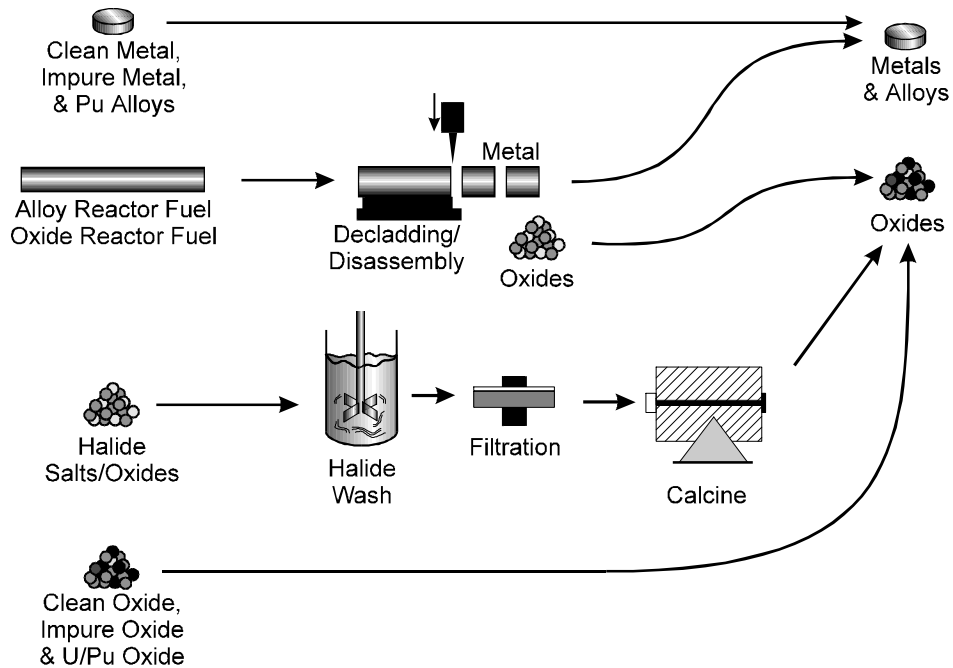 Clean Metal,
Impure Metal,
& Pu Alloys
Metals
& Alloys
Alloy Reactor Fuel
Oxide Reactor Fuel
Decladding/
Disassembly
Metal
Oxides
Oxides
Halide
Salts/Oxides
Halide
Wash
Filtration
Calcine
Clean Oxide,
Impure Oxide
& U/Pu Oxide